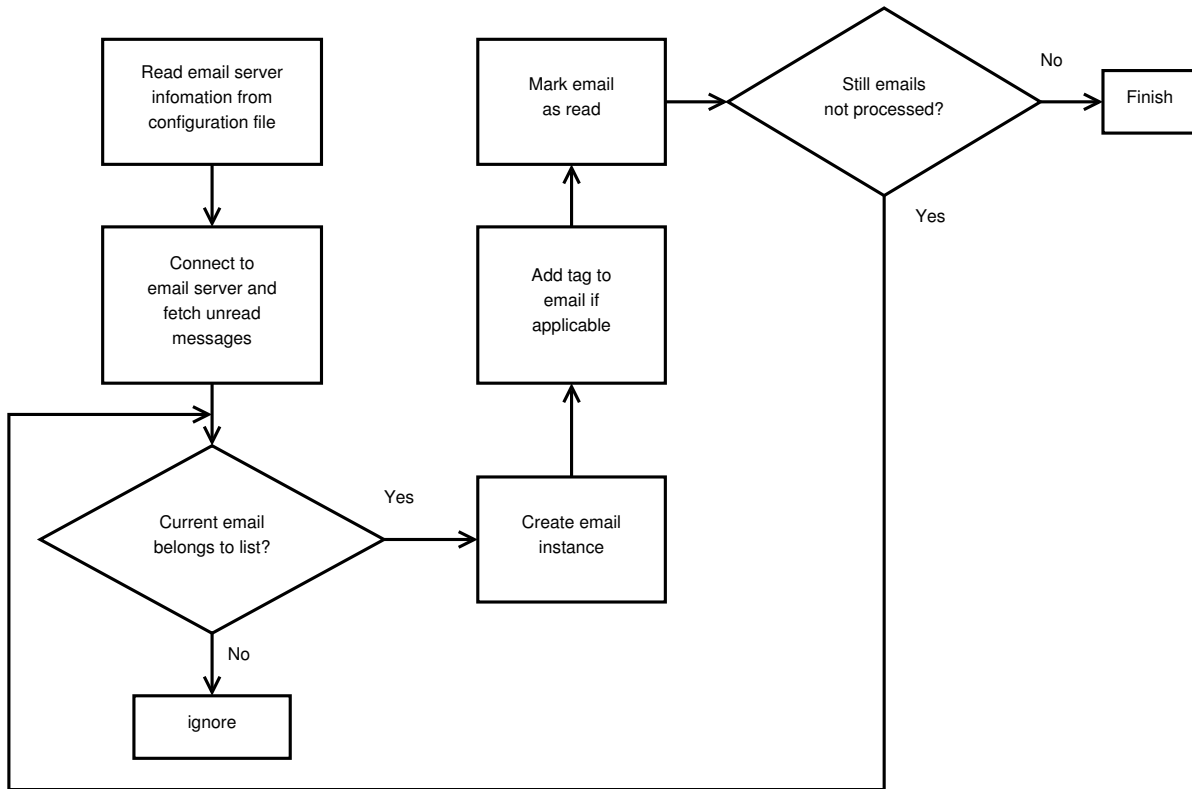 Read email server
infomation from
configuration file
Connect to
email server and
fetch unread
messages
Current email
belongs to list?
No
ignore
Yes
Create email
instance
Add tag to
email if
applicable
Mark email
as read
Still emails
not processed?
No
Finish
Yes